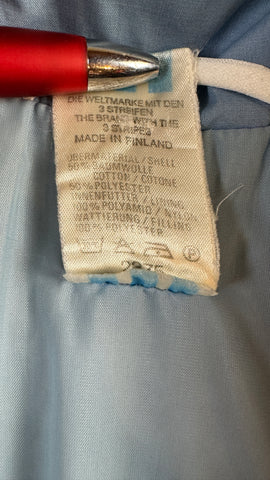 DIE WELTMARKE MIT DEN
3 STREIFEN
THE BRAND WITH THE
3 STRIPES
MADE IN FINLAND
OBERMATERIAL/SHELL
50% BAUMWOLLE
COTTON / COTONE
50% POLYESTER
INNENFUTTER / LINING
100% POLYAMID / NYLON
WATTIERUNG / FILLING
100% POLYESTER
A
P